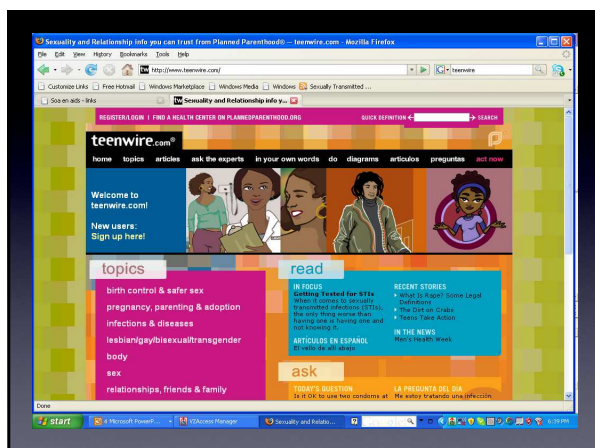 Sexuality and Relationship info you can trust from Planned Parenthood® — teenwire.com - Mozilla Firefox
File Edit View History Bookmarks Tools Help
http://www.teenwire.com/
teenwire
Customize Links Free Hotmail Windows Marketplace Windows Media Windows Sexually Transmitted ...
Soa en aids - links
Sexuality and Relationship info y...
REGISTER/LOGIN | FIND A HEALTH CENTER ON PLANNEDPARENTHOOD.ORG
QUICK DEFINITION
SEARCH
teenwire.com®
home topics articles ask the experts in your own words do diagrams articulos preguntas act now
Welcome to
teenwire.com!
New users:
Sign up here!
topics
birth control & safer sex
pregnancy, parenting & adoption
infections & diseases
lesbian/gay/bisexual/transgender
body
sex
relationships, friends & family
read
IN FOCUS
Getting Tested for STIs
When it comes to sexually
transmitted infections (STIs),
the only thing worse than
having one is having one and
not knowing it.
ARTICULOS EN ESPAÑOL
El vello de allí abajo
RECENT STORIES
What Is Rape? Some Legal
Definitions
The Dirt on Crabs
Teens Take Action
IN THE NEWS
Men's Health Week
ask
TODAY'S QUESTION
Is it OK to use two condoms at
LA PREGUNTA DEL DIA
Me estoy tratando una infección,
Done
start
4 Microsoft PowerP...
VZAccess Manager
Sexuality and Relatio...
6:39 PM